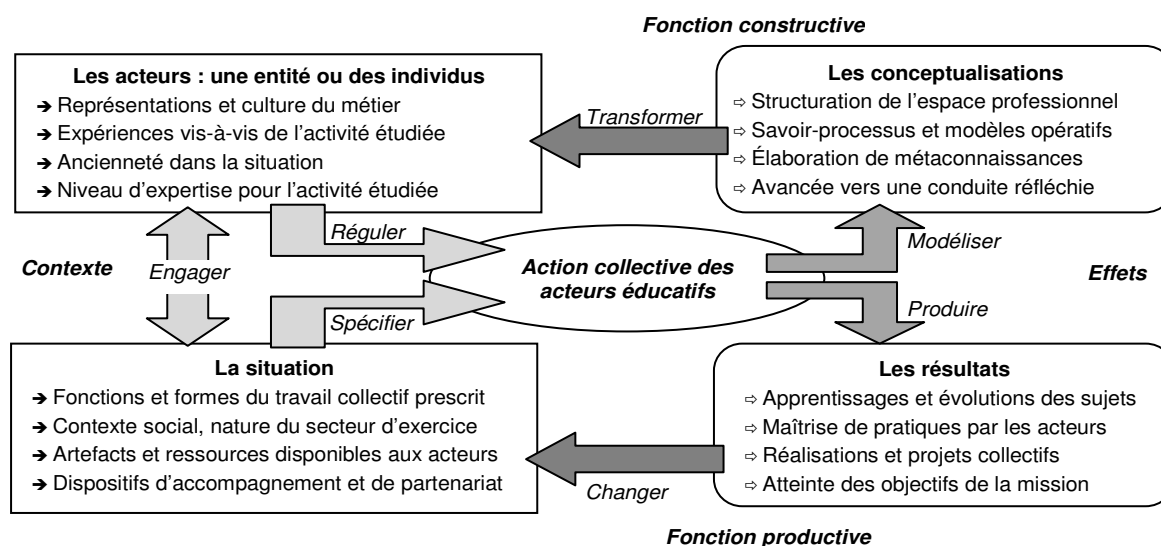 Fonction constructive
Les acteurs : une entité ou des individus
➔ Représentations et culture du métier
➔ Expériences vis-à-vis de l'activité étudiée
➔ Ancienneté dans la situation
➔ Niveau d'expertise pour l'activité étudiée
Transformer
Les conceptualisations
⇨ Structuration de l'espace professionnel
⇨ Savoir-processus et modèles opératifs
⇨ Élaboration de métaconnaissances
⇨ Avancée vers une conduite réfléchie
Contexte
Engager
Réguler
Spécifier
Action collective des
acteurs éducatifs
Modéliser
Produire
Effets
La situation
➔ Fonctions et formes du travail collectif prescrit
➔ Contexte social, nature du secteur d'exercice
➔ Artefacts et ressources disponibles aux acteurs
➔ Dispositifs d'accompagnement et de partenariat
Changer
Les résultats
⇨ Apprentissages et évolutions des sujets
⇨ Maîtrise de pratiques par les acteurs
⇨ Réalisations et projets collectifs
⇨ Atteinte des objectifs de la mission
Fonction productive